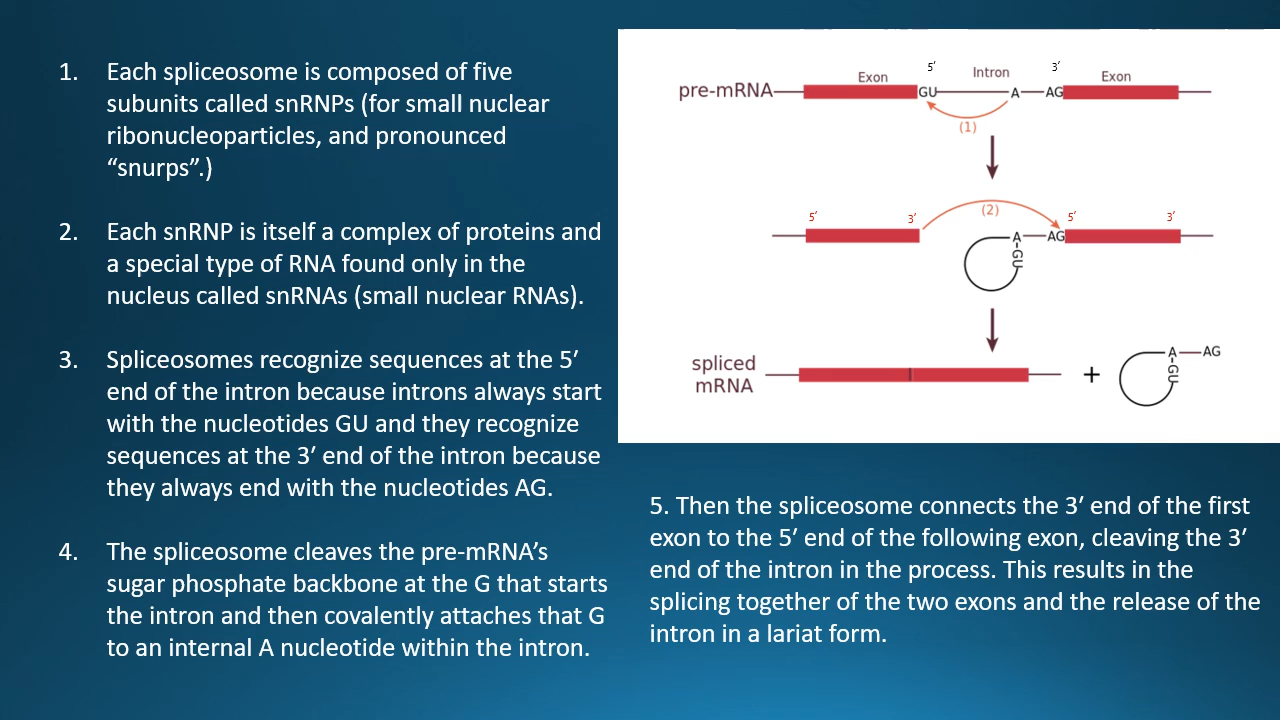 1. Each spliceosome is composed of five
subunits called snRNPs (for small nuclear
ribonucleoparticles, and pronounced
“snurps”.)
2. Each snRNP is itself a complex of proteins and
a special type of RNA found only in the
nucleus called snRNAs (small nuclear RNAs).
3. Spliceosomes recognize sequences at the 5′
end of the intron because introns always start
with the nucleotides GU and they recognize
sequences at the 3′ end of the intron because
they always end with the nucleotides AG.
4. The spliceosome cleaves the pre-mRNA’s
sugar phosphate backbone at the G that starts
the intron and then covalently attaches that G
to an internal A nucleotide within the intron.
Exon 5′ Intron 3′ Exon
pre-mRNA GU A AG
(1)
5′ 3′ (2) 5′ 3′
A AG
GU
spliced
mRNA
+
A AG
GU
5. Then the spliceosome connects the 3′ end of the first
exon to the 5′ end of the following exon, cleaving the 3′
end of the intron in the process. This results in the
splicing together of the two exons and the release of the
intron in a lariat form.